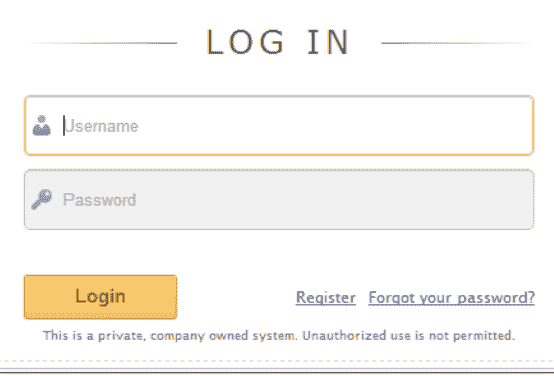 LOG IN
Username
Password
Login Register Forgot your password?
This is a private, company owned system. Unauthorized use is not permitted.